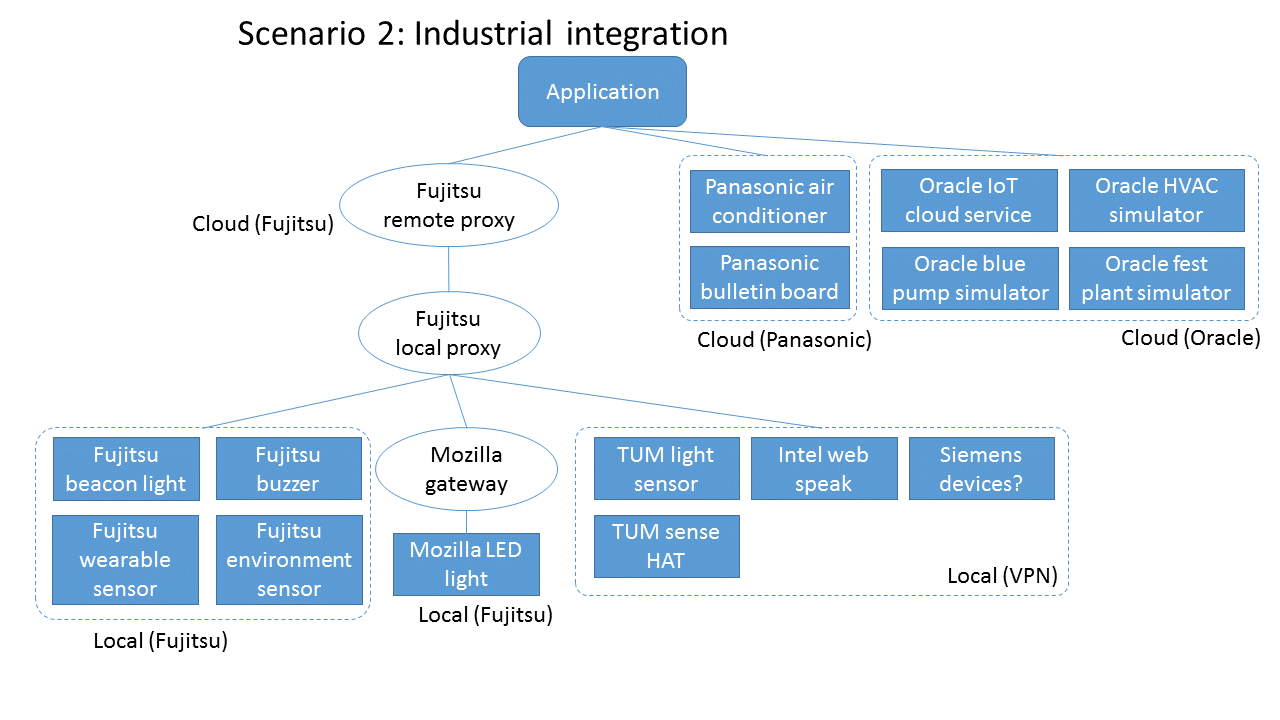 Scenario 2: Industrial integration
Application
Fujitsu
remote proxy
Cloud (Fujitsu)
Panasonic air
conditioner
Panasonic
bulletin board
Cloud (Panasonic)
Oracle IoT
cloud service
Oracle HVAC
simulator
Oracle blue
pump simulator
Oracle fest
plant simulator
Cloud (Oracle)
Fujitsu
local proxy
Fujitsu
beacon light
Fujitsu
buzzer
Fujitsu
wearable
sensor
Fujitsu
environment
sensor
Local (Fujitsu)
Mozilla
gateway
Mozilla LED
light
Local (Fujitsu)
TUM light
sensor
Intel web
speak
Siemens
devices?
TUM sense
HAT
Local (VPN)